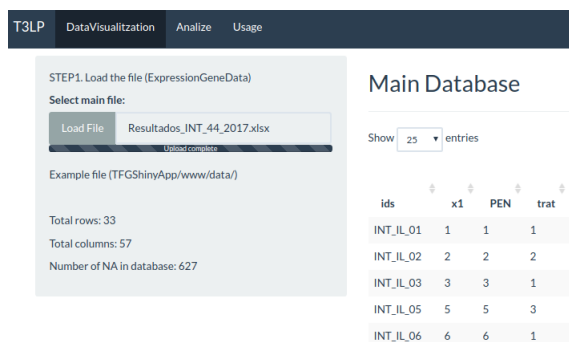 T3LP DataVisualitzation Analize Usage
STEP1. Load the file (ExpressionGeneData)
Select main file:
Load File Resultados_INT_44_2017.xlsx
Upload complete
Example file (TFGShinyApp/www/data/)
Total rows: 33
Total columns: 57
Number of NA in database: 627
Main Database
Show 25 entries
ids x1 PEN trat
INT_IL_01 1 1 1
INT_IL_02 2 2 2
INT_IL_03 3 3 1
INT_IL_05 5 5 3
INT_IL_06 6 6 1